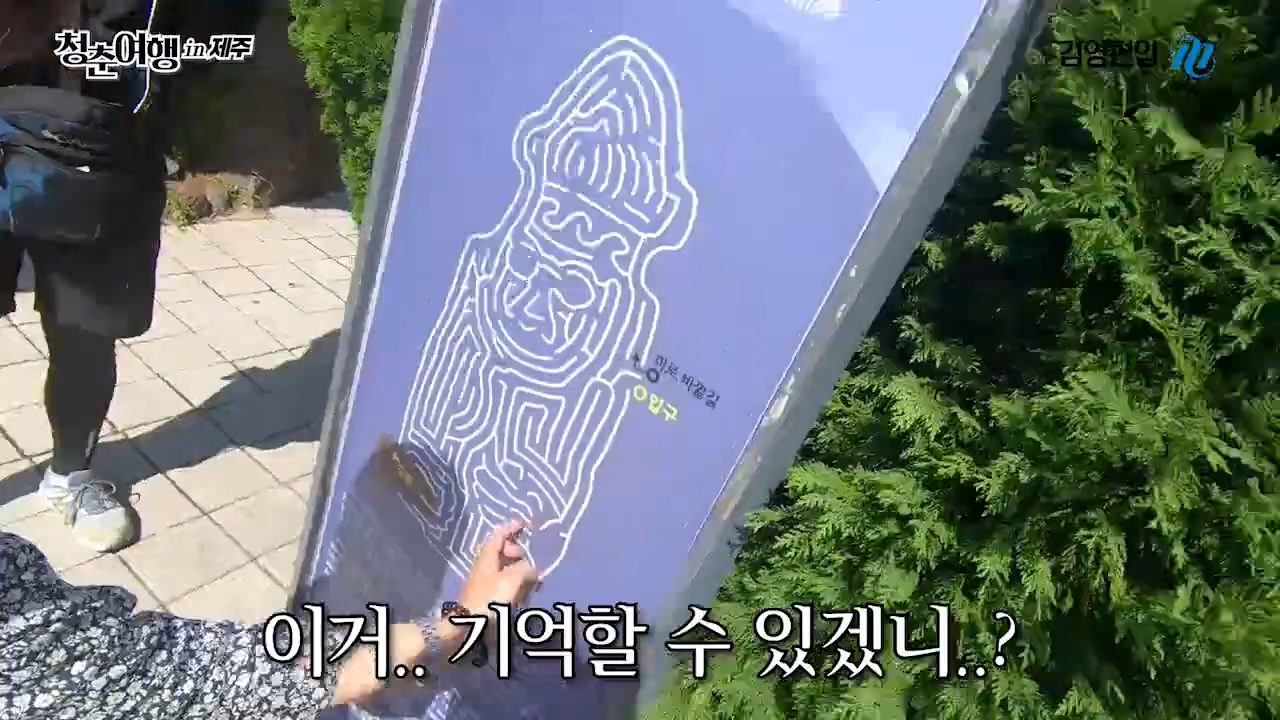 청춘여행 in 제주
김영편입
미로 바깥길
입구
이거.. 기억할 수 있겠니..?